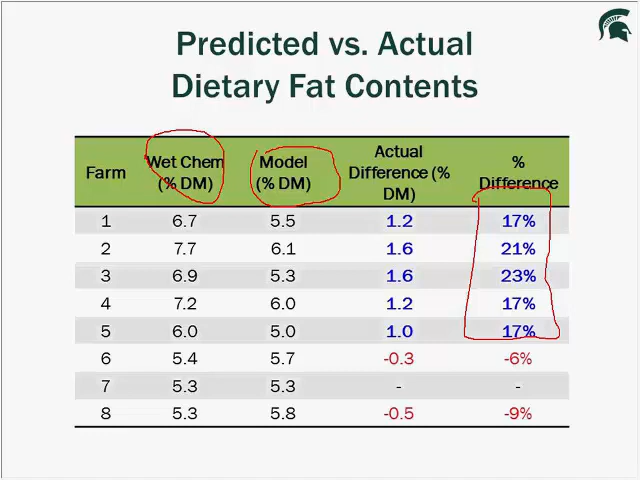 Predicted vs. Actual
Dietary Fat Contents
Farm Wet Chem (% DM) Model (% DM) Actual Difference (% DM) % Difference
1 6.7 5.5 1.2 17%
2 7.7 6.1 1.6 21%
3 6.9 5.3 1.6 23%
4 7.2 6.0 1.2 17%
5 6.0 5.0 1.0 17%
6 5.4 5.7 -0.3 -6%
7 5.3 5.3 - -
8 5.3 5.8 -0.5 -9%